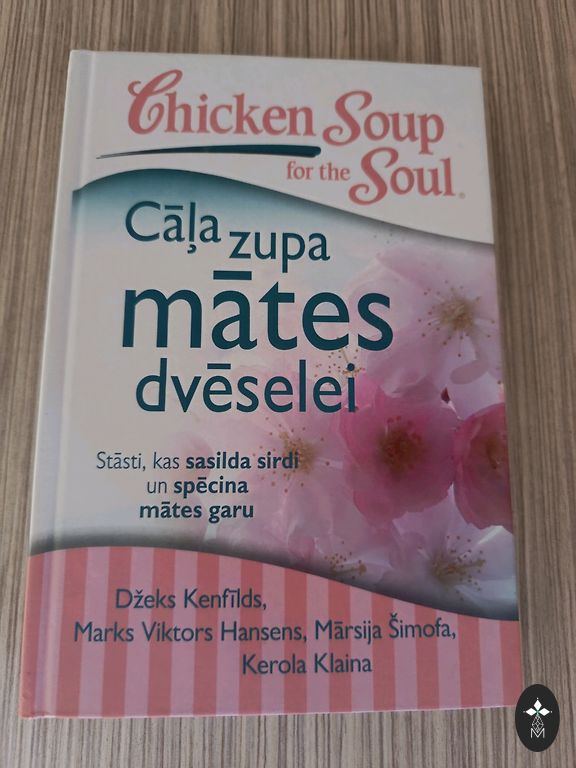 Chicken Soup
for the Soul®
Cāļa zupa
mātes
dvēselei
Stāsti, kas sasilda sirdi
un spēcina
mātes garu
Džeks Kenfīlds,
Marks Viktors Hansens, Mārsija Šimofa,
Kerola Klaina
M